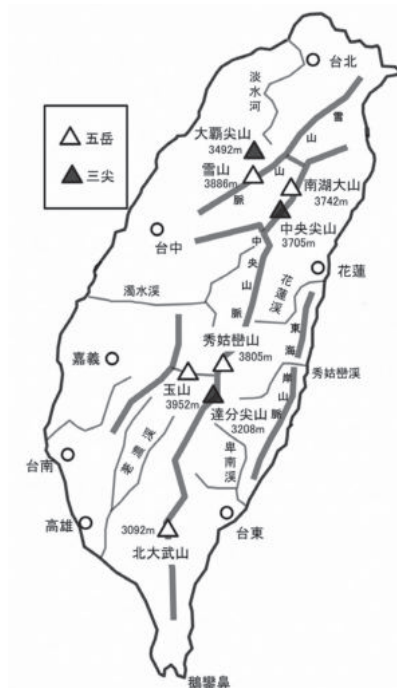 台北
淡水河
五岳
三尖
大霸尖山
3492m
雪山
3886m
雪山山脈
南湖大山
3742m
中央尖山
3705m
台中
中央山脈
花蓮
花蓮溪
濁水溪
東海岸山脈
嘉義
秀姑巒山
3805m
秀姑巒溪
玉山
3952m
達分尖山
3208m
卑南溪
台南
高雄
3092m
北大武山
台東
鵝鑾鼻